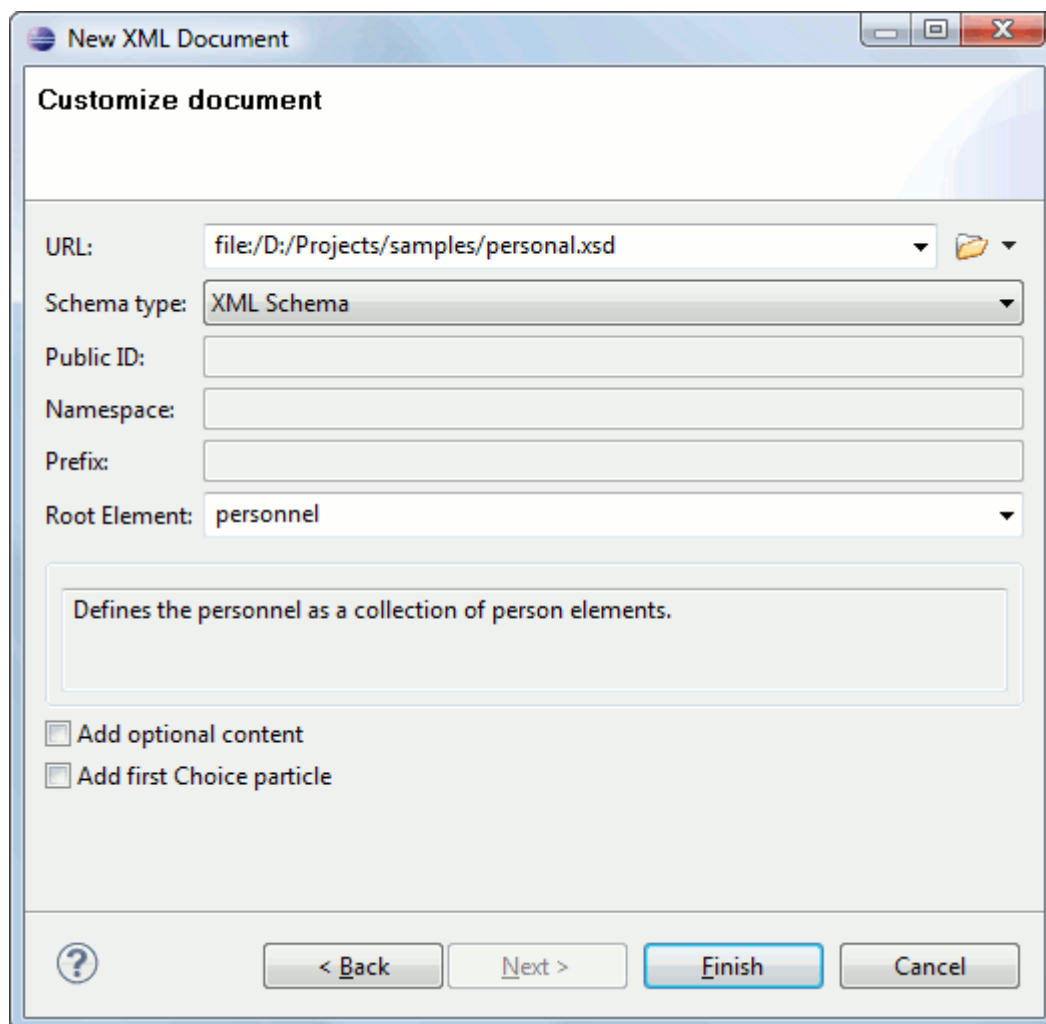 New XML Document
Customize document
URL: file:/D:/Projects/samples/personal.xsd
Schema type: XML Schema
Public ID:
Namespace:
Prefix:
Root Element: personnel
Defines the personnel as a collection of person elements.
Add optional content
Add first Choice particle
? < Back Next > Finish Cancel